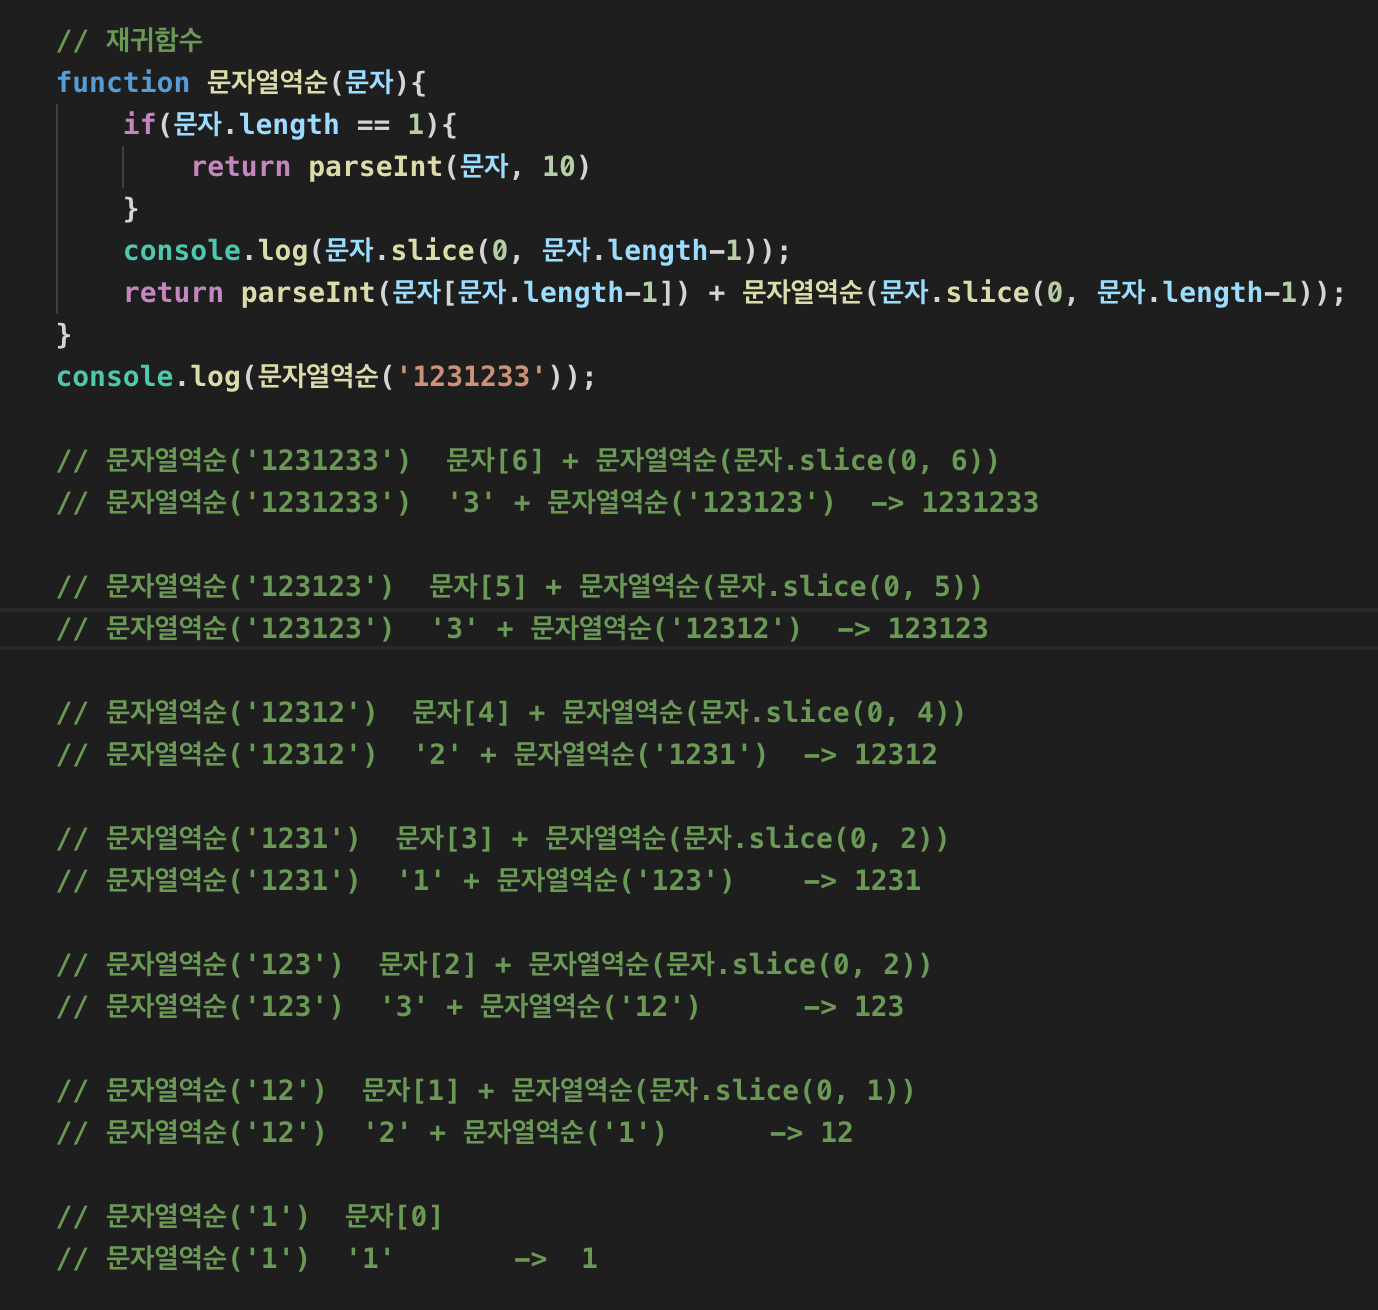 // 재귀함수
function 문자열역순(문자){
    if(문자.length == 1){
        return parseInt(문자, 10)
    }
    console.log(문자.slice(0, 문자.length-1));
    return parseInt(문자[문자.length-1]) + 문자열역순(문자.slice(0, 문자.length-1));
}
console.log(문자열역순('1231233'));
// 문자열역순('1231233')  문자[6] + 문자열역순(문자.slice(0, 6))
// 문자열역순('1231233')  '3' + 문자열역순('123123')  -> 1231233
// 문자열역순('123123')  문자[5] + 문자열역순(문자.slice(0, 5))
// 문자열역순('123123')  '3' + 문자열역순('12312')  -> 123123
// 문자열역순('12312')  문자[4] + 문자열역순(문자.slice(0, 4))
// 문자열역순('12312')  '2' + 문자열역순('1231')  -> 12312
// 문자열역순('1231')  문자[3] + 문자열역순(문자.slice(0, 2))
// 문자열역순('1231')  '1' + 문자열역순('123')    -> 1231
// 문자열역순('123')  문자[2] + 문자열역순(문자.slice(0, 2))
// 문자열역순('123')  '3' + 문자열역순('12')      -> 123
// 문자열역순('12')  문자[1] + 문자열역순(문자.slice(0, 1))
// 문자열역순('12')  '2' + 문자열역순('1')      -> 12
// 문자열역순('1')  문자[0]
// 문자열역순('1')  '1'       ->  1